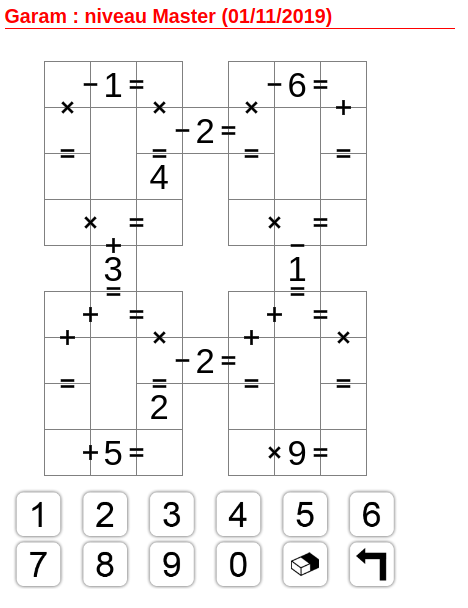 Garam : niveau Master (01/11/2019)
− 1 = − 6 =
× × × +
− 2 =
= = = =
4
× = × =
+ −
3 1
= =
+ = + =
+ × + ×
− 2 =
= = = =
2
+ 5 = × 9 =
1 2 3 4 5 6
7 8 9 0